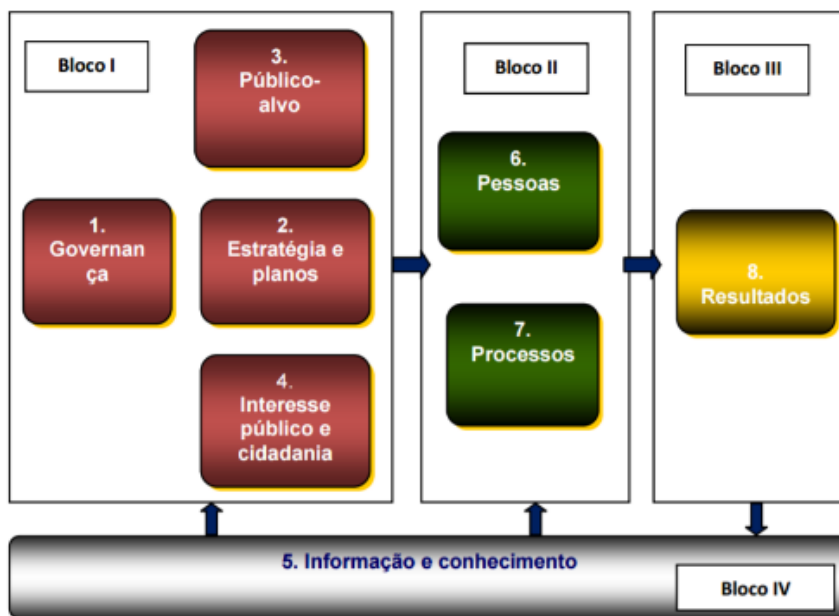 Bloco I
3.
Público-
alvo
1.
Governan
ça
2.
Estratégia e
planos
4.
Interesse
público e
cidadania
Bloco II
6.
Pessoas
7.
Processos
Bloco III
8.
Resultados
5. Informação e conhecimento
Bloco IV